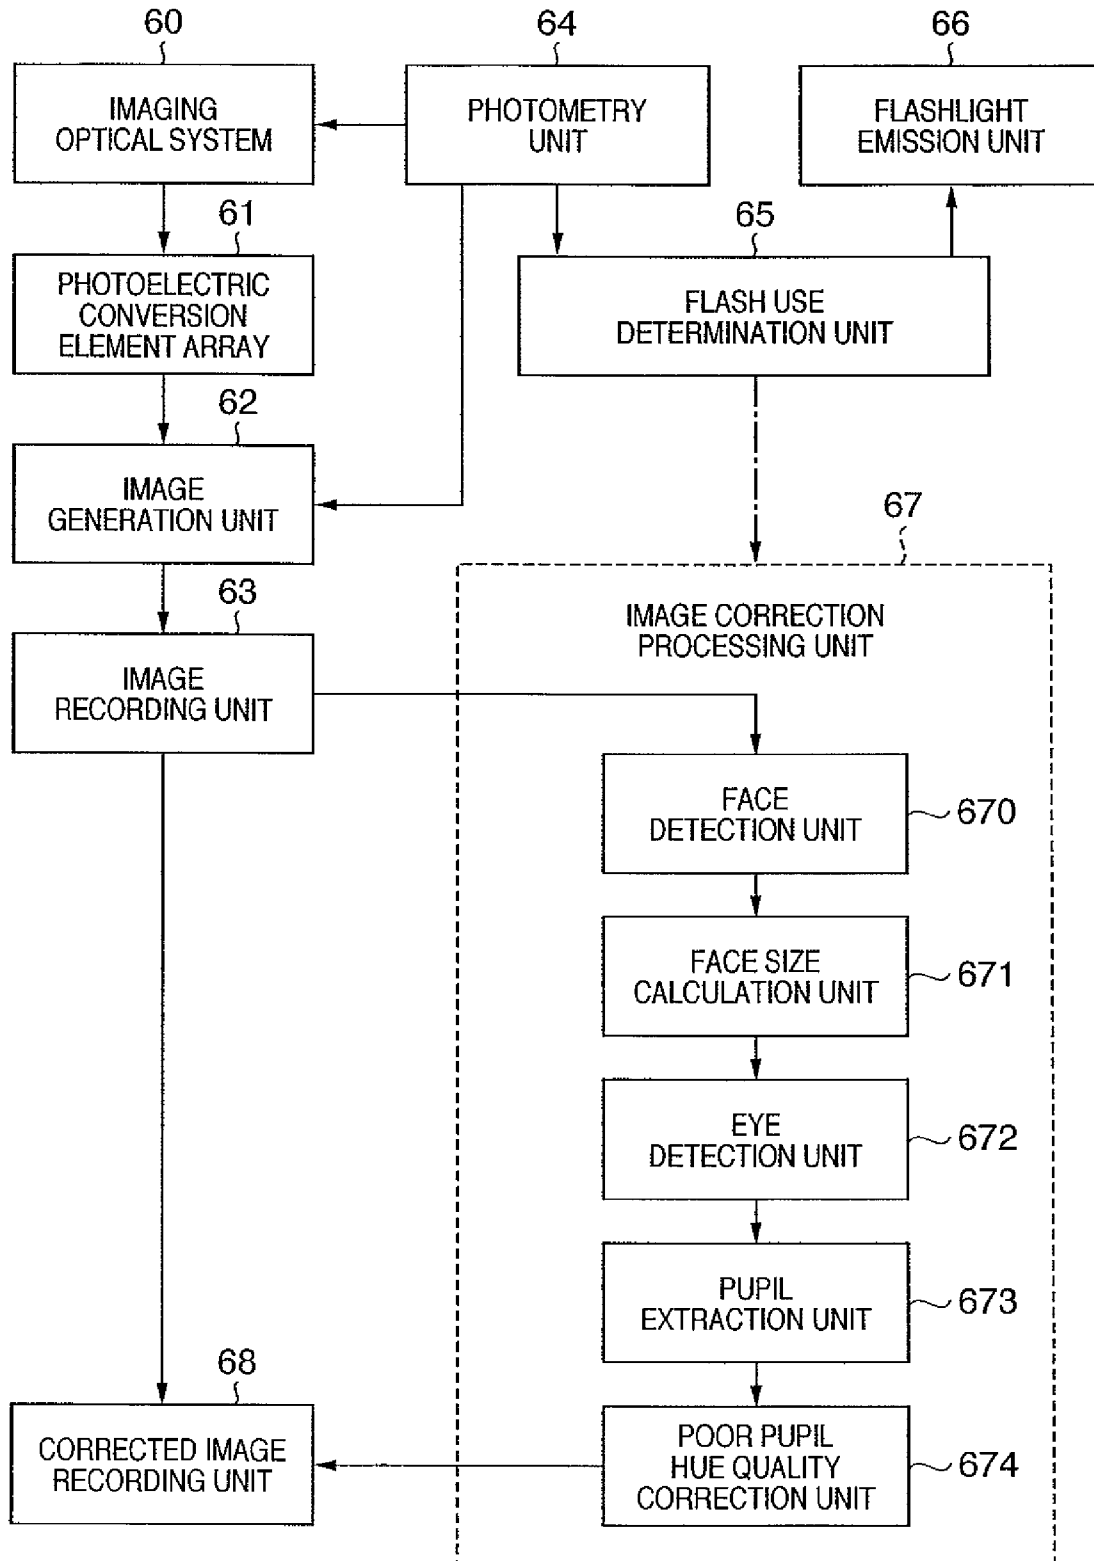 60
64
66
IMAGING
OPTICAL SYSTEM
PHOTOMETRY
UNIT
FLASHLIGHT
EMISSION UNIT
61
65
PHOTOELECTRIC
CONVERSION
ELEMENT ARRAY
FLASH USE
DETERMINATION UNIT
62
IMAGE
GENERATION UNIT
67
63
IMAGE CORRECTION
PROCESSING UNIT
IMAGE
RECORDING UNIT
FACE
DETECTION UNIT
670
FACE SIZE
CALCULATION UNIT
671
EYE
DETECTION UNIT
672
PUPIL
EXTRACTION UNIT
673
68
CORRECTED IMAGE
RECORDING UNIT
POOR PUPIL
HUE QUALITY
CORRECTION UNIT
674